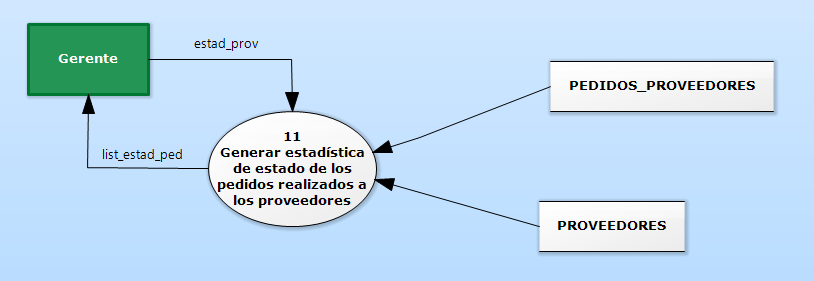 estad_prov
Gerente
PEDIDOS_PROVEEDORES
11
Generar estadística
de estado de los
pedidos realizados a
los proveedores
list_estad_ped
PROVEEDORES